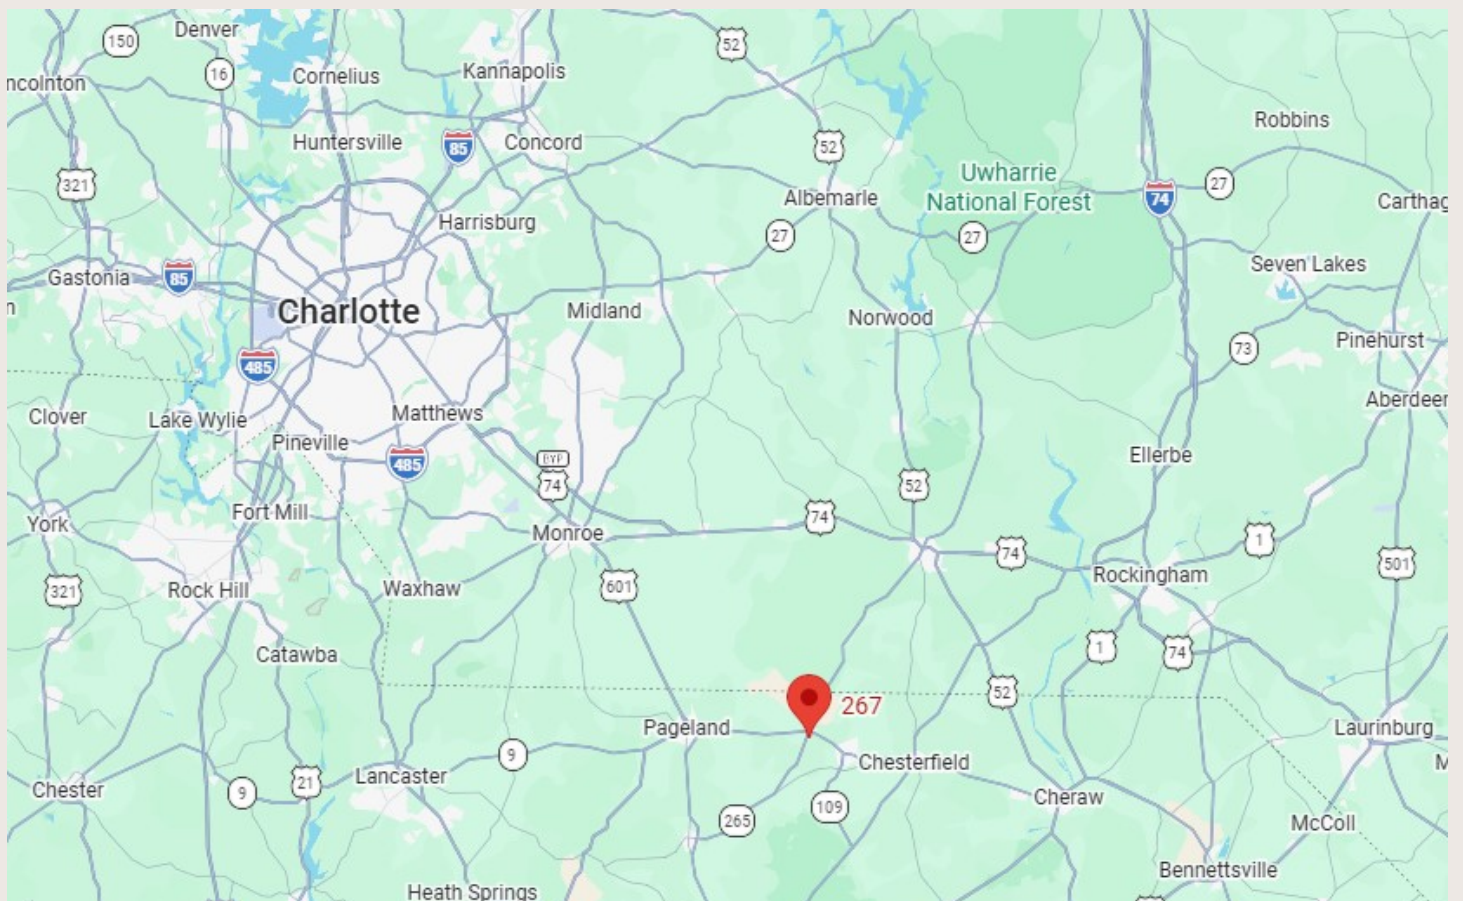 Denver
150
52
16
Cornelius
Kannapolis
ncolnton
Robbins
Huntersville
85
Concord
52
Uwharrie
National Forest
321
27
74
Albemarle
Carthag
Harrisburg
27
27
Gastonia
85
Seven Lakes
n
Charlotte
Midland
Norwood
Pinehurst
73
485
Aberdeer
Clover
Lake Wylie
Matthews
Pineville
Ellerbe
485
BYP
74
52
Fort Mill
York
Monroe
74
74
1
501
Rockingham
321
Rock Hill
Waxhaw
601
1
74
Catawba
52
267
Pageland
Laurinburg
9
Chesterfield
M
Lancaster
21
9
Chester
Cheraw
109
265
McColl
Bennettsville
Heath Springs